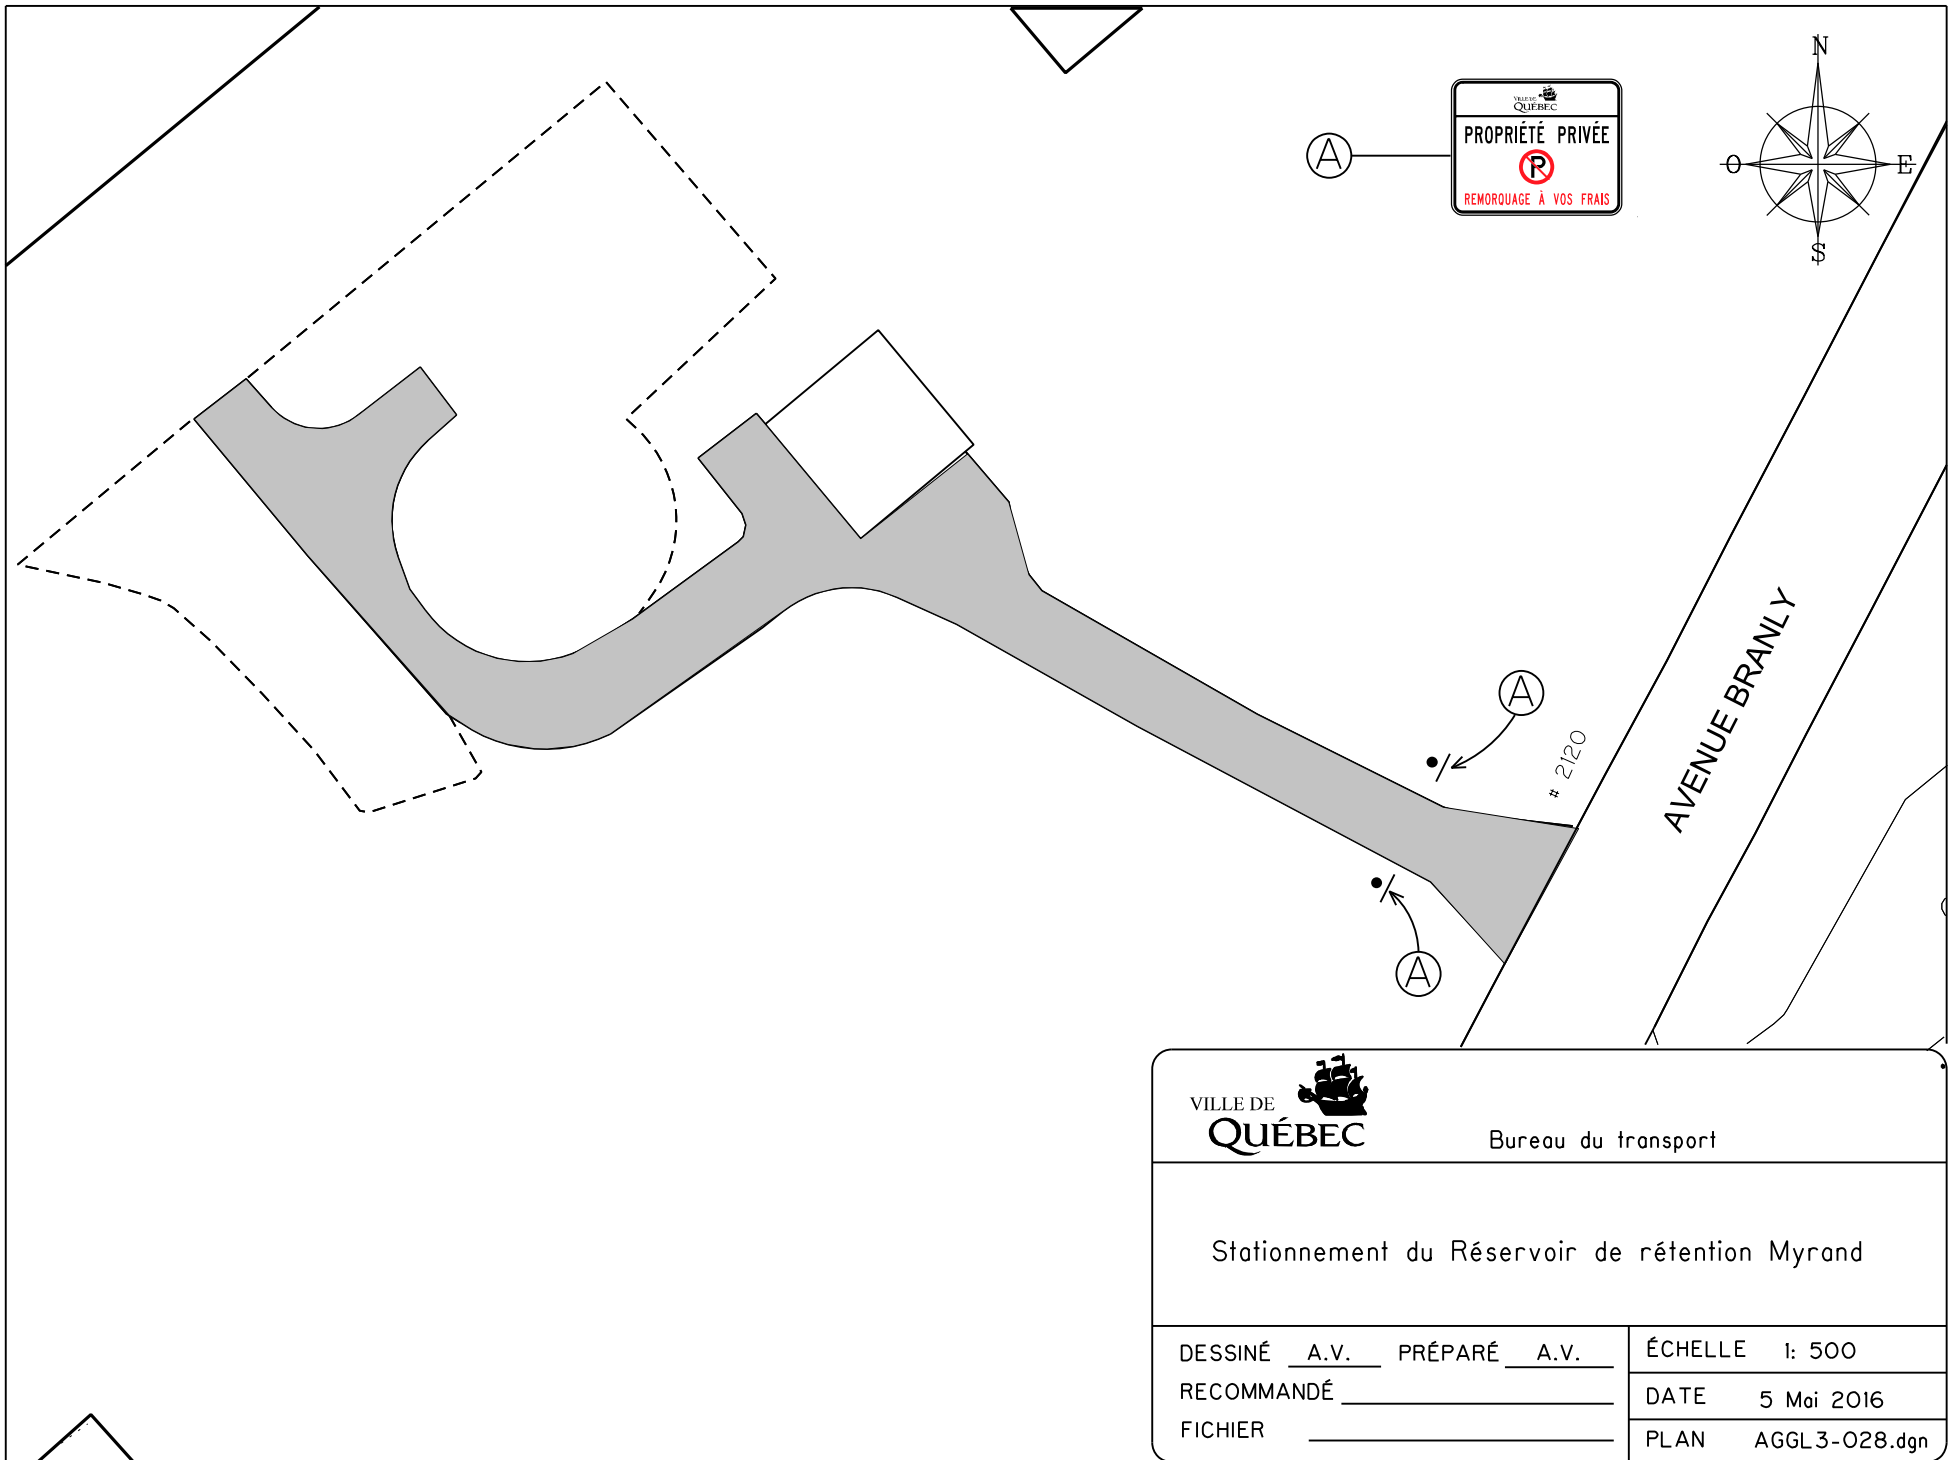 N
O
E
S
A
VILLE DE
QUÉBEC
PROPRIÉTÉ PRIVÉE
P
REMORQUAGE À VOS FRAIS
A
# 2120
AVENUE BRANLY
A
VILLE DE
QUÉBEC
Bureau du transport
Stationnement du Réservoir de rétention Myrand
DESSINÉ A.V. PRÉPARÉ A.V.
RECOMMANDÉ
FICHIER
ÉCHELLE 1: 500
DATE 5 Mai 2016
PLAN AGGL3-028.dgn